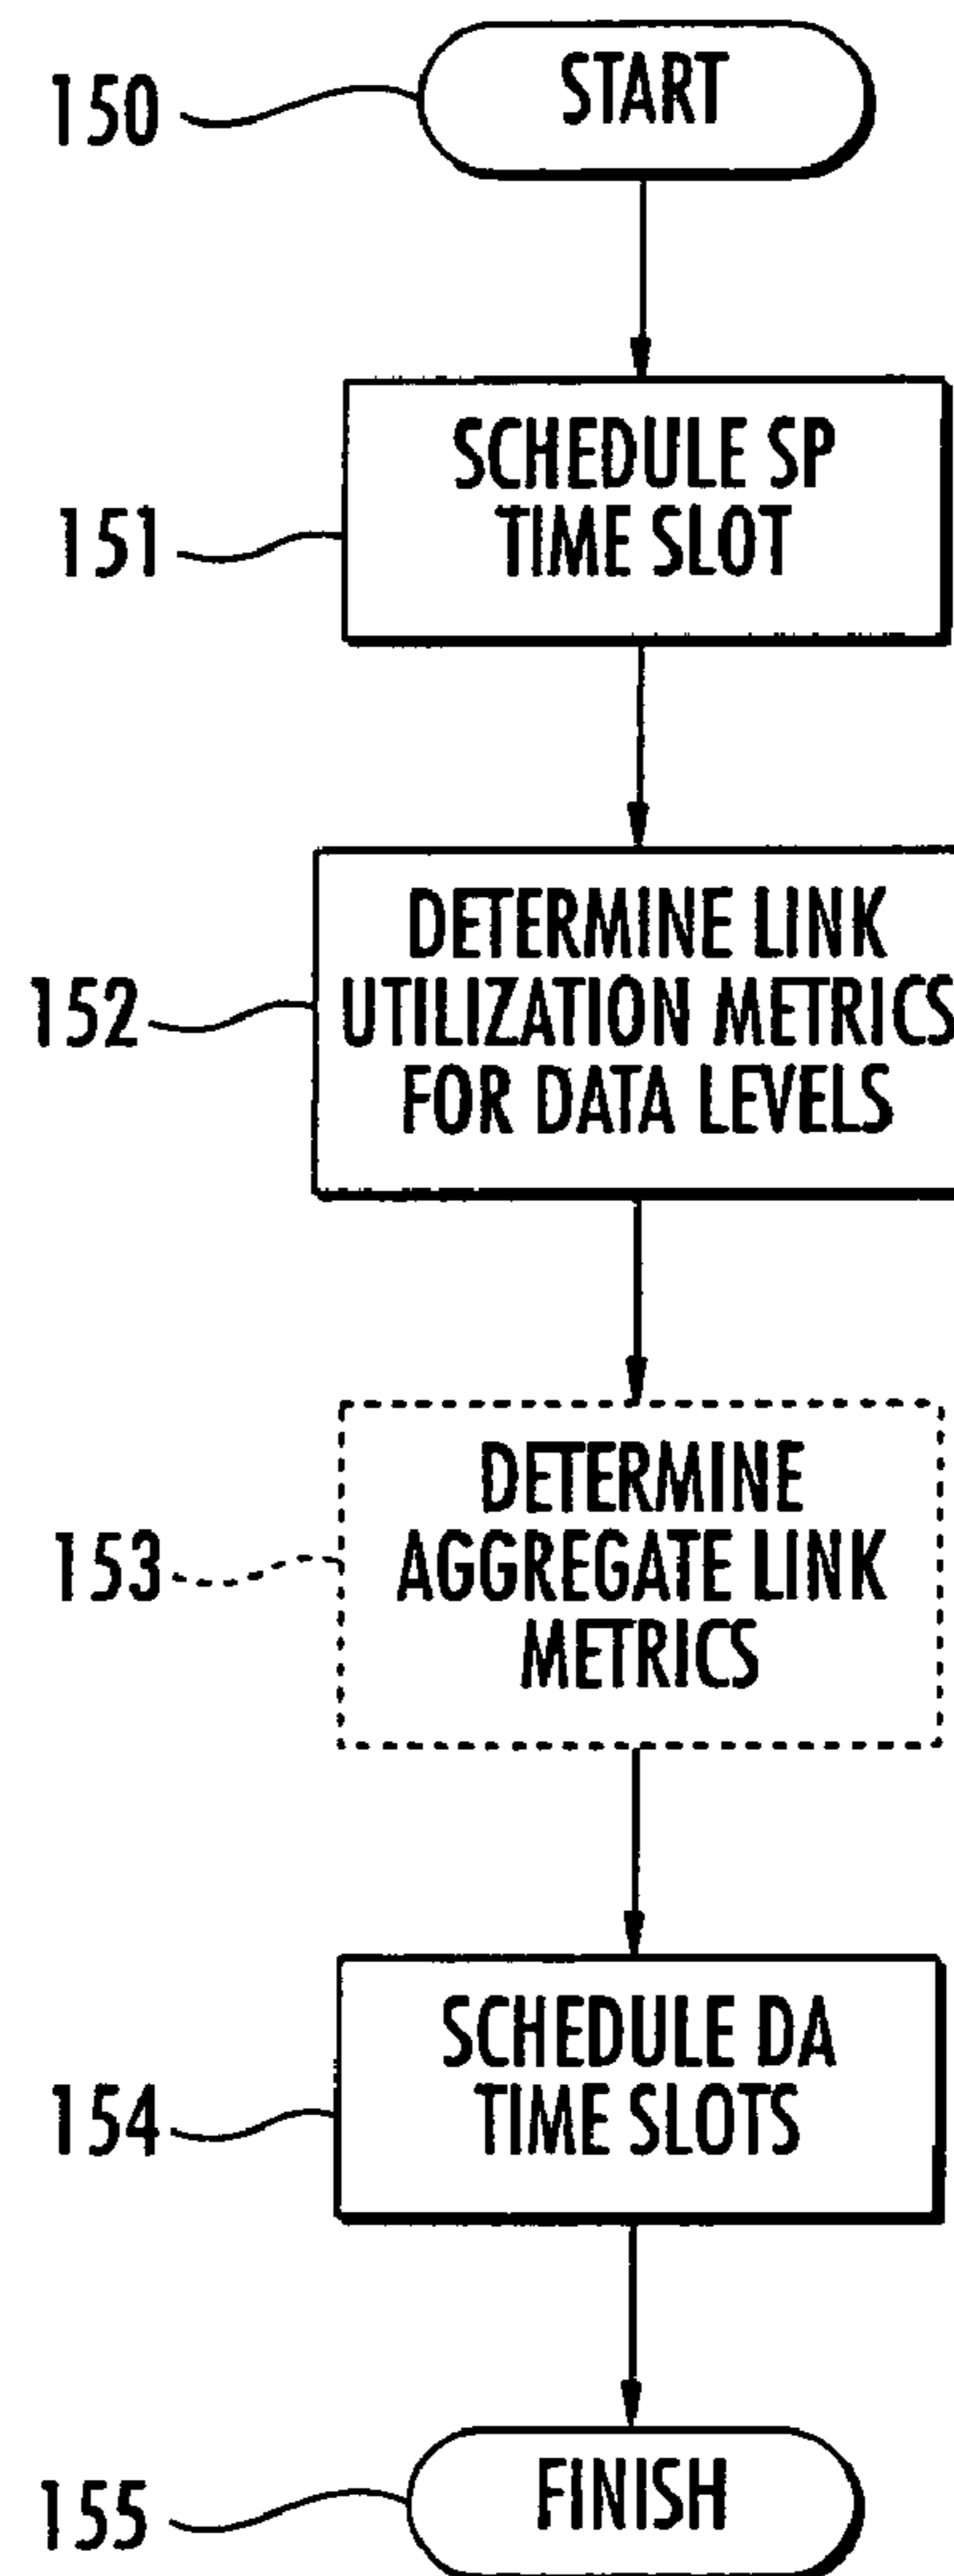 150
START
151
SCHEDULE SP
TIME SLOT
152
DETERMINE LINK
UTILIZATION METRICS
FOR DATA LEVELS
153
DETERMINE
AGGREGATE LINK
METRICS
154
SCHEDULE DA
TIME SLOTS
155
FINISH